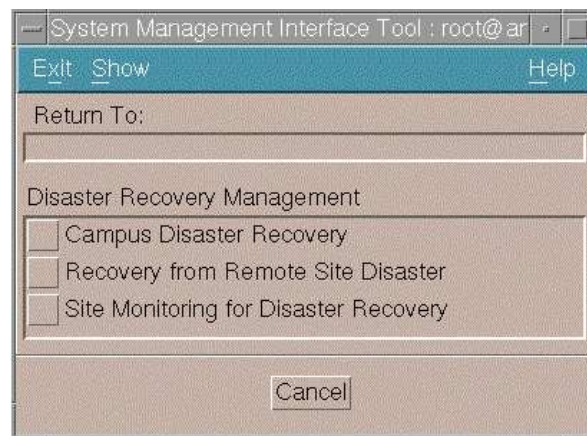 System Management Interface Tool : root@ar
Exit Show Help
Return To:
Disaster Recovery Management
Campus Disaster Recovery
Recovery from Remote Site Disaster
Site Monitoring for Disaster Recovery
Cancel